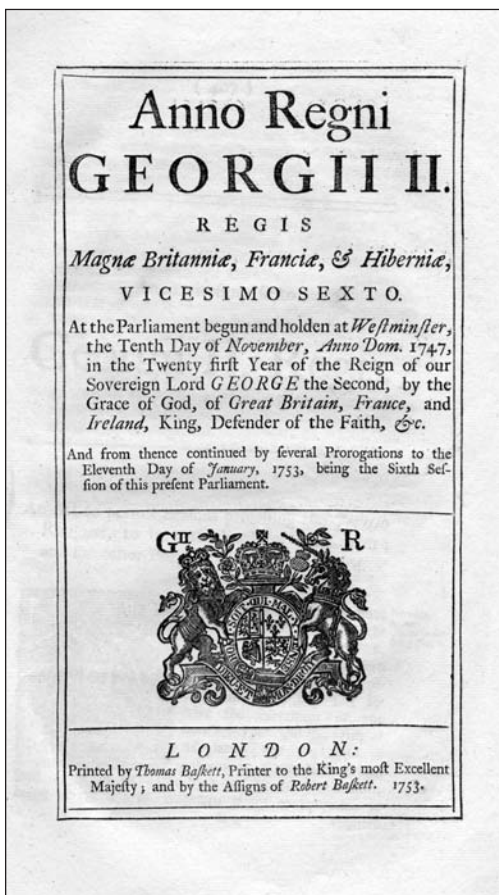 Anno Regni
GEORGII II.
REGIS
Magnæ Britanniæ, Franciæ, & Hiberniæ,
VICESIMO SEXTO.
At the Parliament begun and holden at Weſtminſter,
the Tenth Day of November, Anno Dom. 1747,
in the Twenty firſt Year of the Reign of our
Sovereign Lord GEORGE the Second, by the
Grace of God, of Great Britain, France, and
Ireland, King, Defender of the Faith, &c.
And from thence continued by ſeveral Prorogations to the
Eleventh Day of January, 1753, being the Sixth Seſ-
ſion of this preſent Parliament.
G II R
SOIT QUI MAL Y
LONDON:
Printed by Thomas Baſkett, Printer to the King's moſt Excellent
Majeſty; and by the Aſſigns of Robert Baſkett. 1753.